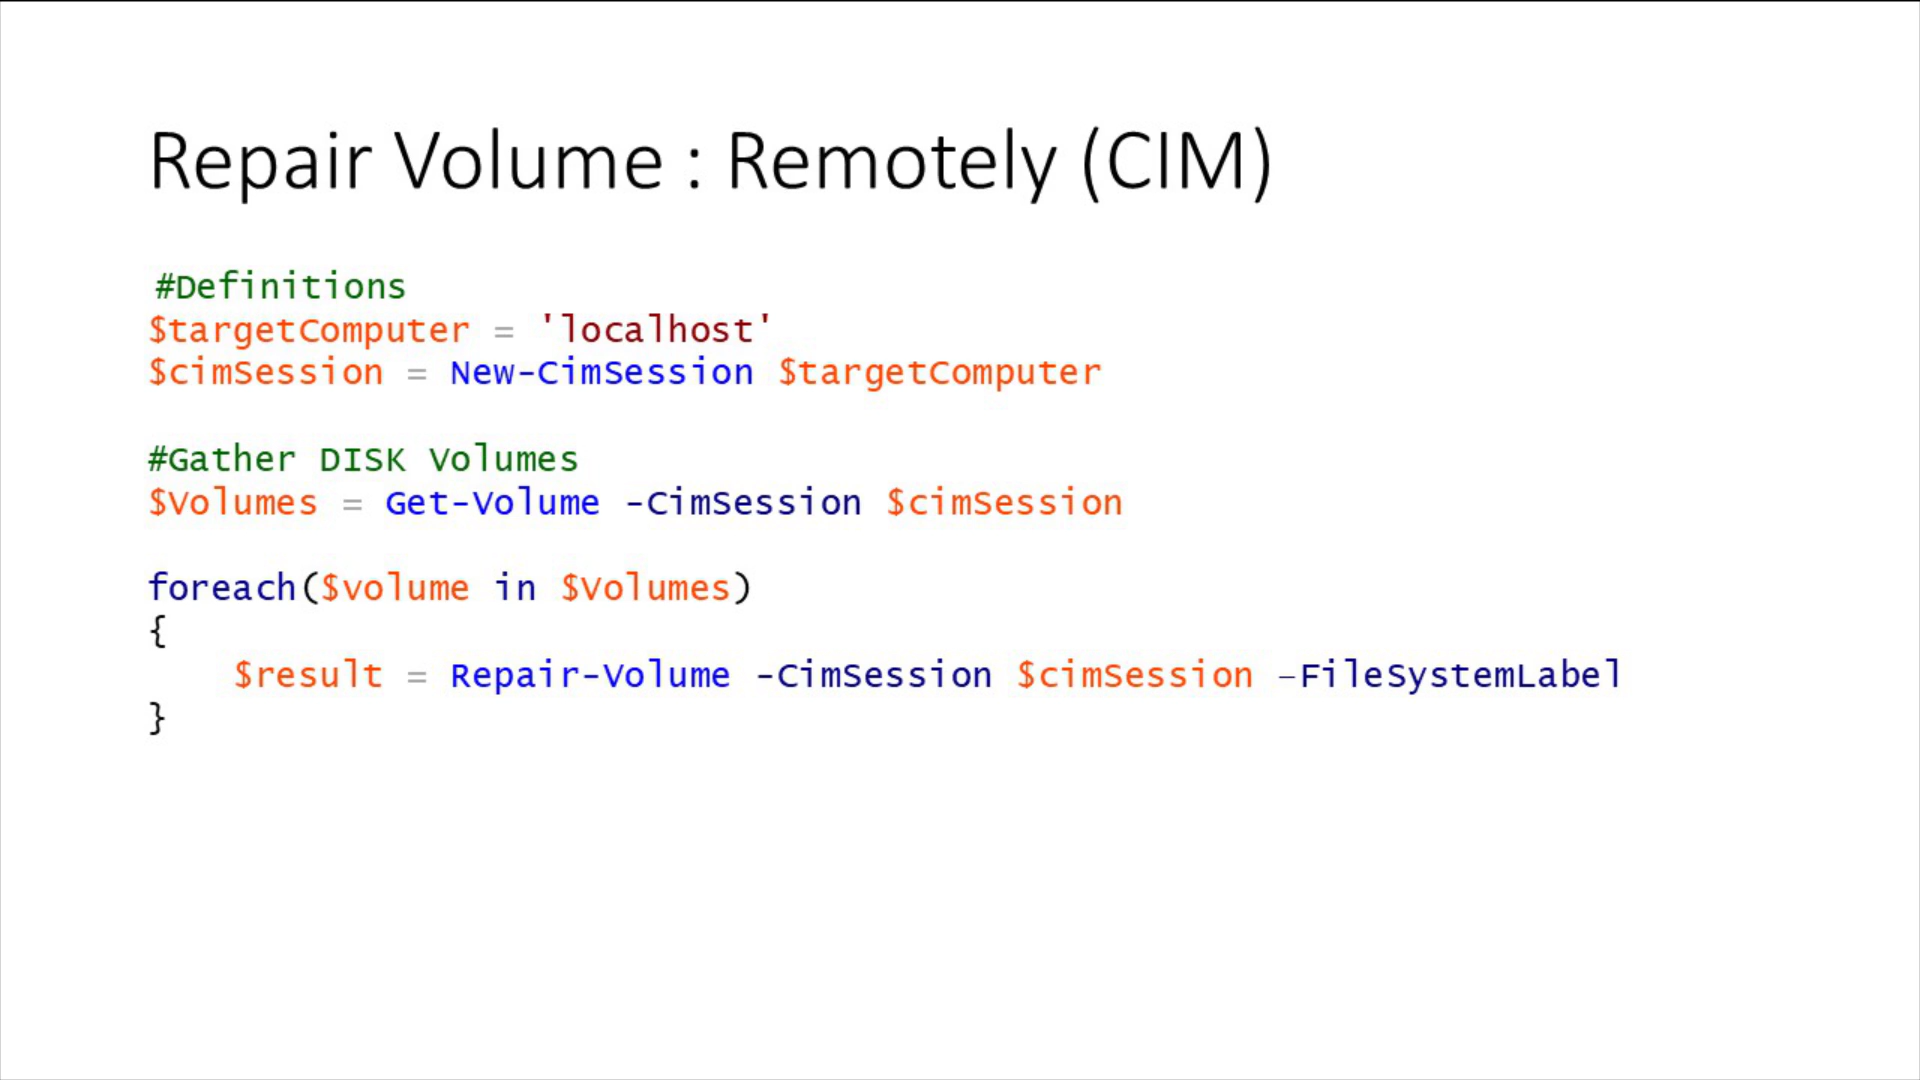 Repair Volume : Remotely (CIM)
#Definitions
$targetComputer = 'localhost'
$cimSession = New-CimSession $targetComputer
#Gather DISK Volumes
$Volumes = Get-Volume -CimSession $cimSession
foreach($volume in $Volumes)
{
$result = Repair-Volume -CimSession $cimSession –FileSystemLabel
}